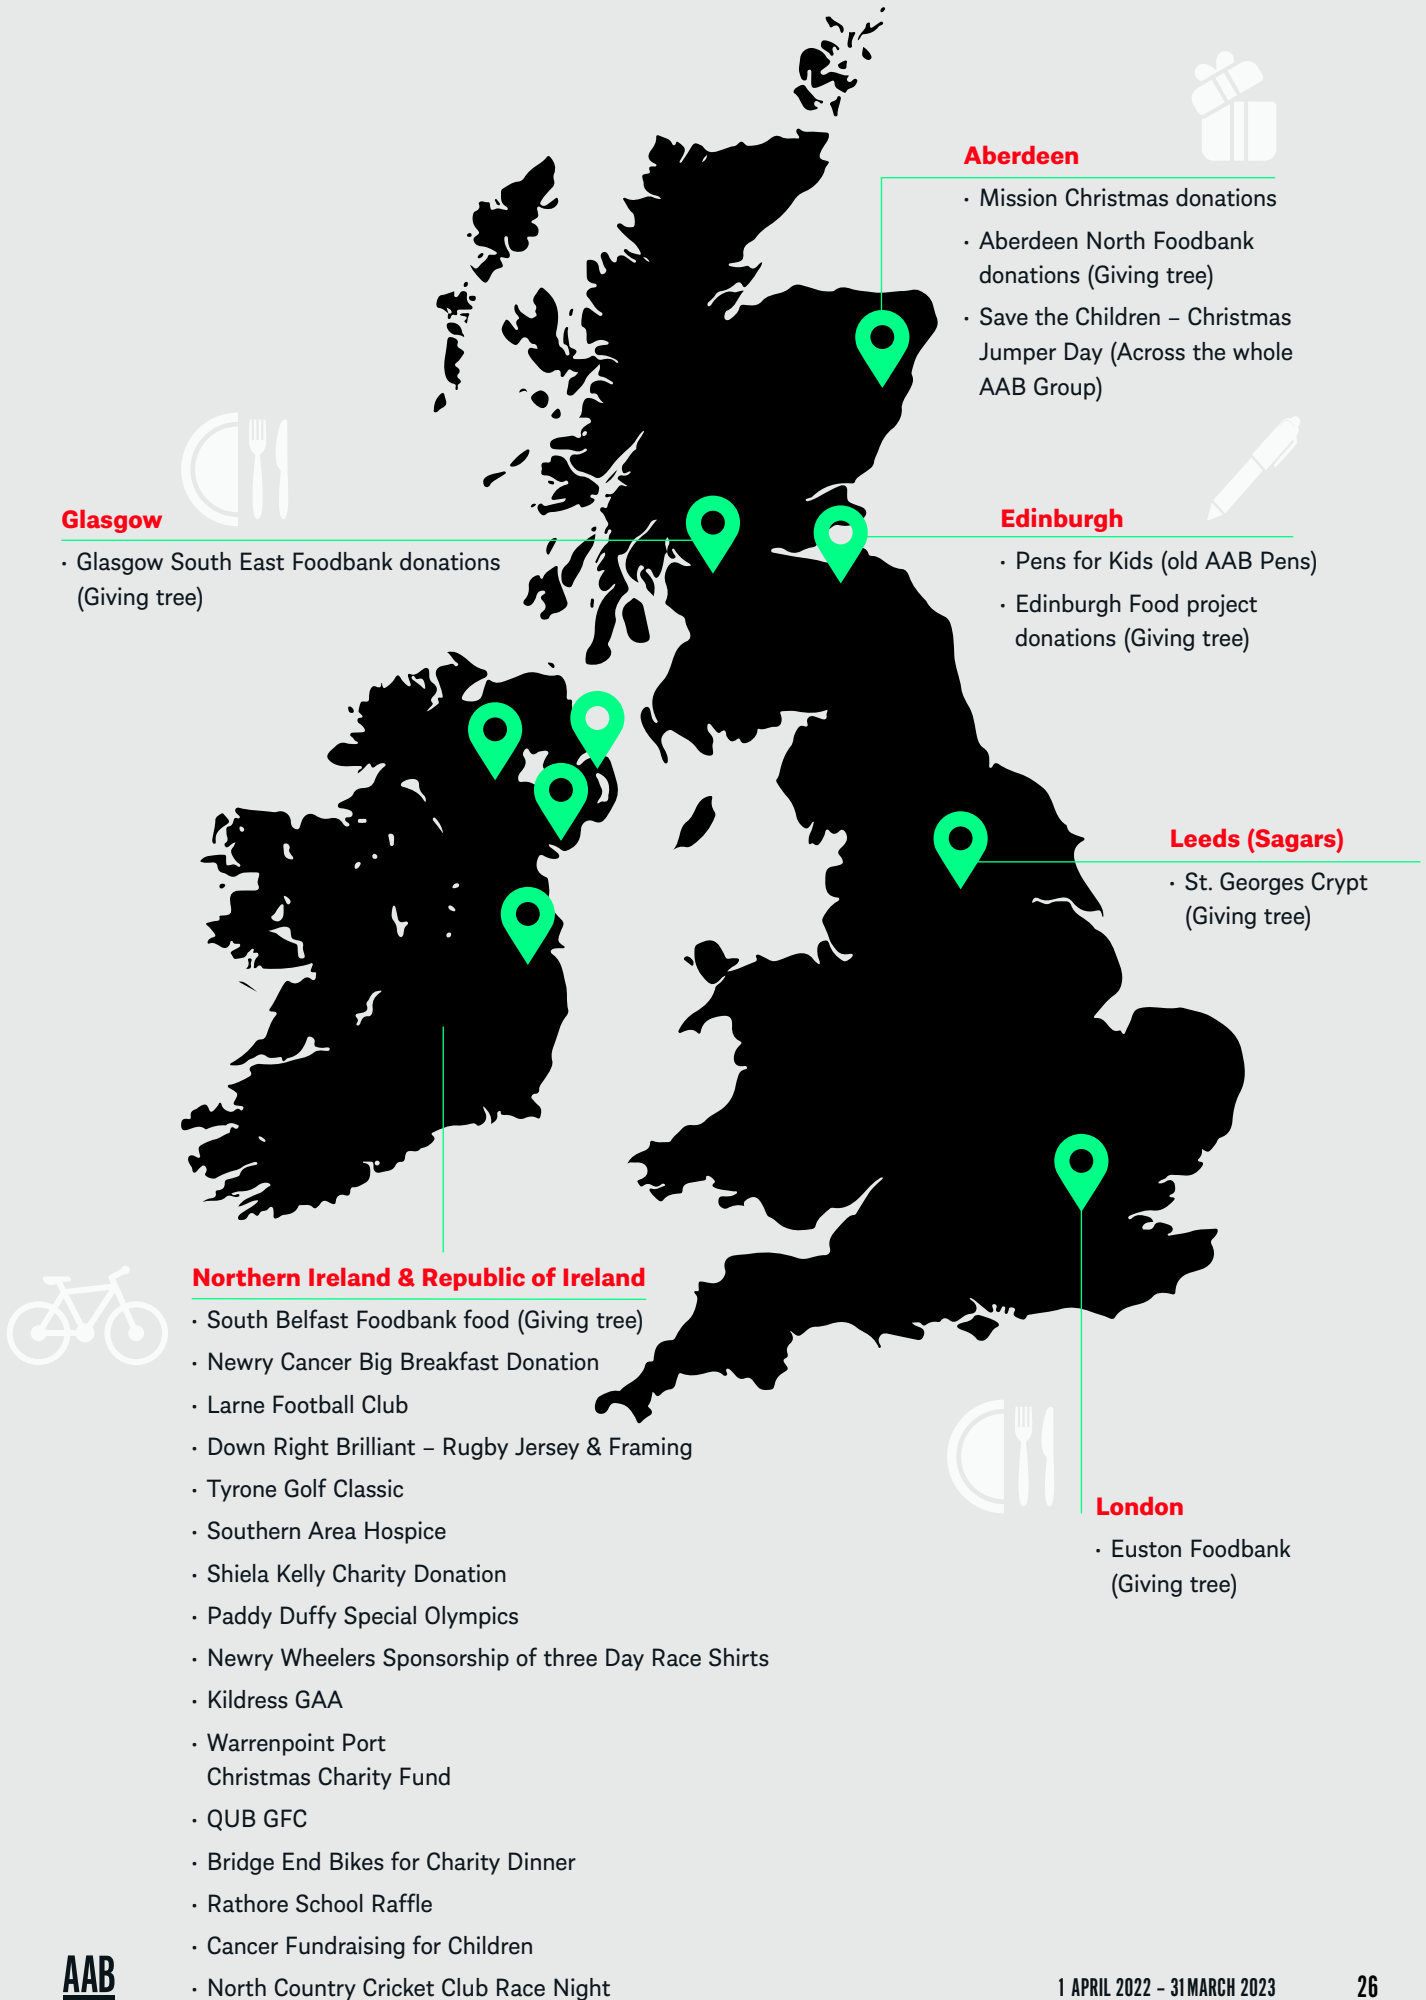 Aberdeen
· Mission Christmas donations
· Aberdeen North Foodbank
donations (Giving tree)
· Save the Children – Christmas
Jumper Day (Across the whole
AAB Group)
Glasgow
· Glasgow South East Foodbank donations
(Giving tree)
Edinburgh
· Pens for Kids (old AAB Pens)
· Edinburgh Food project
donations (Giving tree)
Leeds (Sagars)
· St. Georges Crypt
(Giving tree)
Northern Ireland & Republic of Ireland
· South Belfast Foodbank food (Giving tree)
· Newry Cancer Big Breakfast Donation
· Larne Football Club
· Down Right Brilliant – Rugby Jersey & Framing
· Tyrone Golf Classic
· Southern Area Hospice
· Shiela Kelly Charity Donation
· Paddy Duffy Special Olympics
· Newry Wheelers Sponsorship of three Day Race Shirts
· Kildress GAA
· Warrenpoint Port
Christmas Charity Fund
· QUB GFC
· Bridge End Bikes for Charity Dinner
· Rathore School Raffle
· Cancer Fundraising for Children
· North Country Cricket Club Race Night
London
· Euston Foodbank
(Giving tree)
AAB
1 APRIL 2022 – 31 MARCH 2023
26